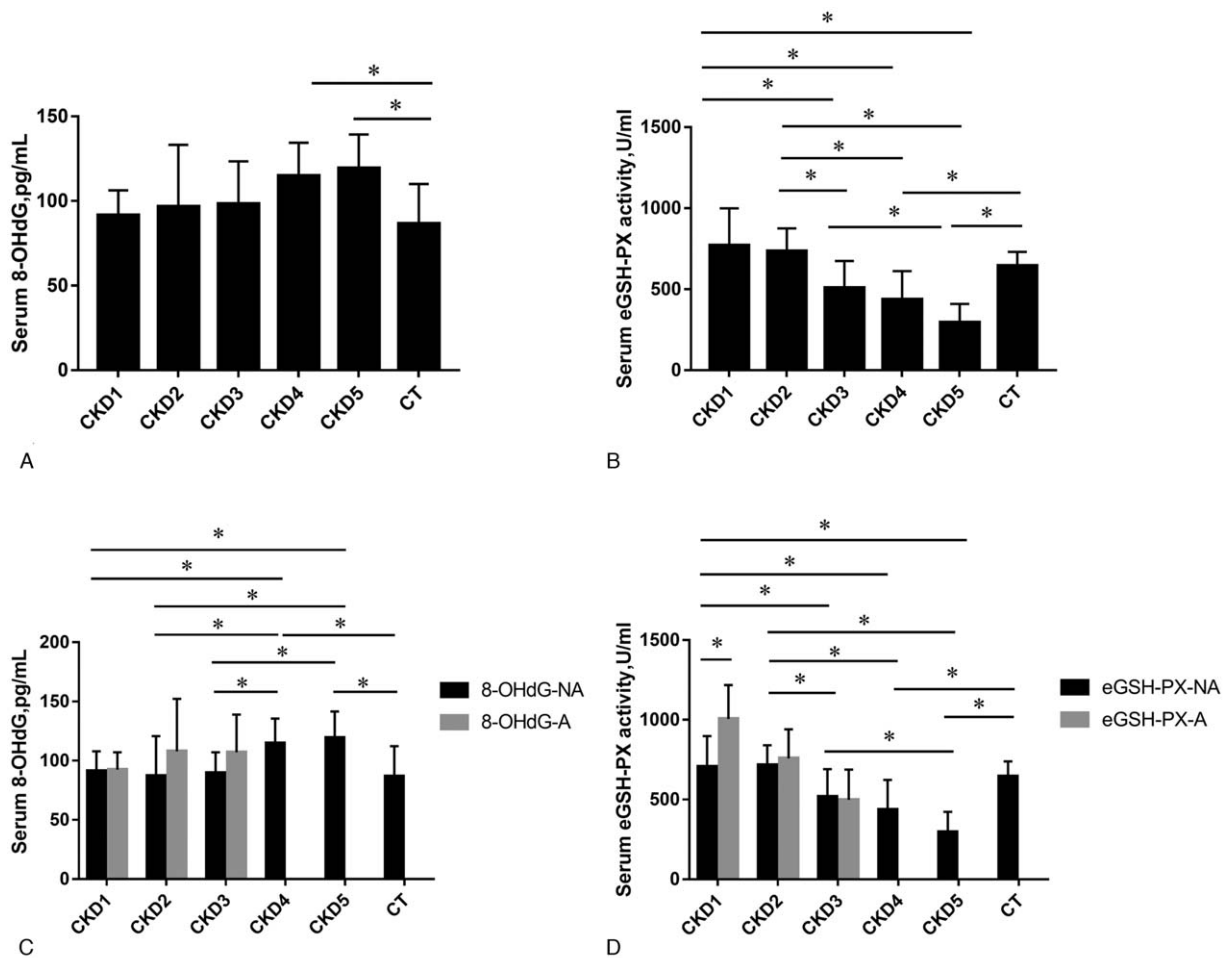 *
*
Serum 8-OHdG,pg/mL
150
100
50
0
CKD1
CKD2
CKD3
CKD4
CKD5
CT
A
*
*
*
*
*
*
*
*
*
Serum eGSH-PX activity,U/ml
1500
1000
500
0
CKD1
CKD2
CKD3
CKD4
CKD5
CT
B
*
*
*
*
*
*
*
*
Serum 8-OHdG,pg/mL
200
150
100
50
0
CKD1
CKD2
CKD3
CKD4
CKD5
CT
8-OHdG-NA
8-OHdG-A
C
*
*
*
*
*
*
*
*
*
*
Serum eGSH-PX activity,U/ml
1500
1000
500
0
CKD1
CKD2
CKD3
CKD4
CKD5
CT
eGSH-PX-NA
eGSH-PX-A
D